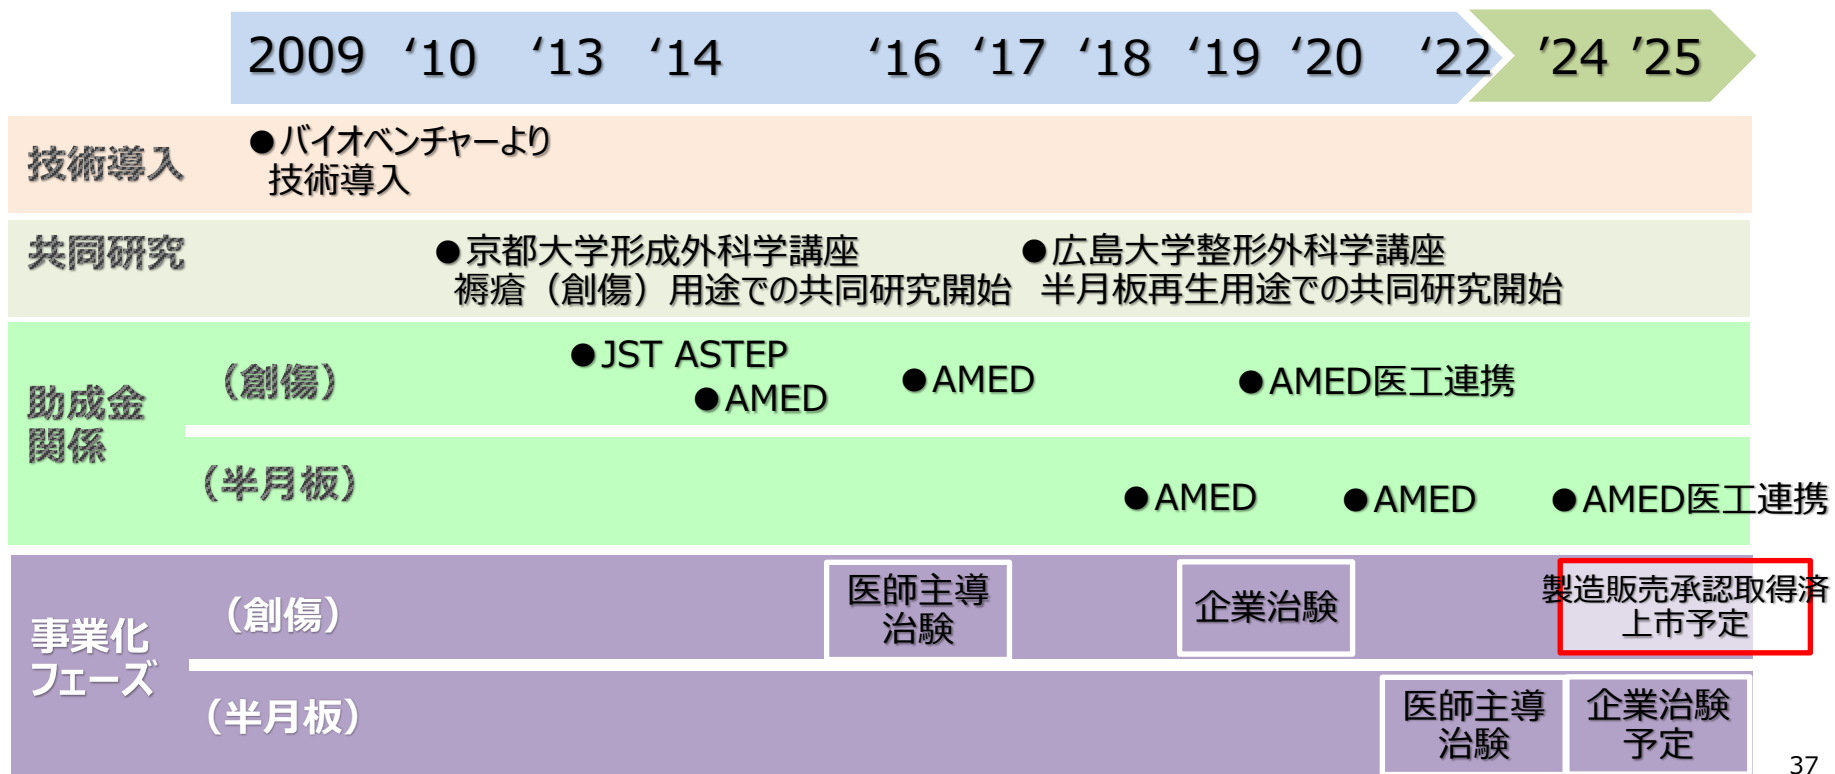 2009 ‘10 ‘13 ‘14 ‘16 ‘17 ‘18 ‘19 ‘20 ‘22 ’24 ’25
技術導入
●バイオベンチャーより
技術導入
共同研究
●京都大学形成外科学講座
褥瘡（創傷）用途での共同研究開始
●広島大学整形外科学講座
半月板再生用途での共同研究開始
助成金
関係
（創傷）
●JST ASTEP
●AMED
●AMED
●AMED医工連携
（半月板）
●AMED
●AMED
●AMED医工連携
事業化
フェーズ
（創傷）
医師主導
治験
企業治験
製造販売承認取得済
上市予定
（半月板）
医師主導
治験
企業治験
予定
37